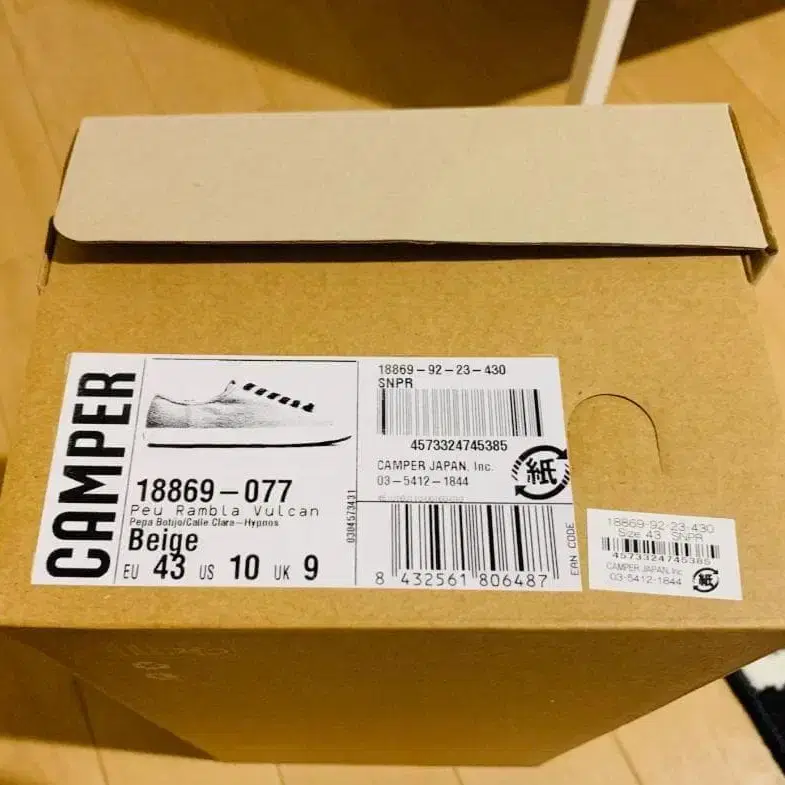 CAMPER
18869-077
Peu Rambla Vulcan
Pepa Botijo/Calle Clara-Hypnos
Beige
EU 43 US 10 UK 9
0304573431
18869-92-23-430
SNPR
4573324745385
CAMPER JAPAN. Inc.
03-5412-1844
紙
8 432561 806487
EAN CODE
18869-92-23-430
Size 43 SNPR
4573324745385
CAMPER JAPAN. Inc
03-5412-1844
紙